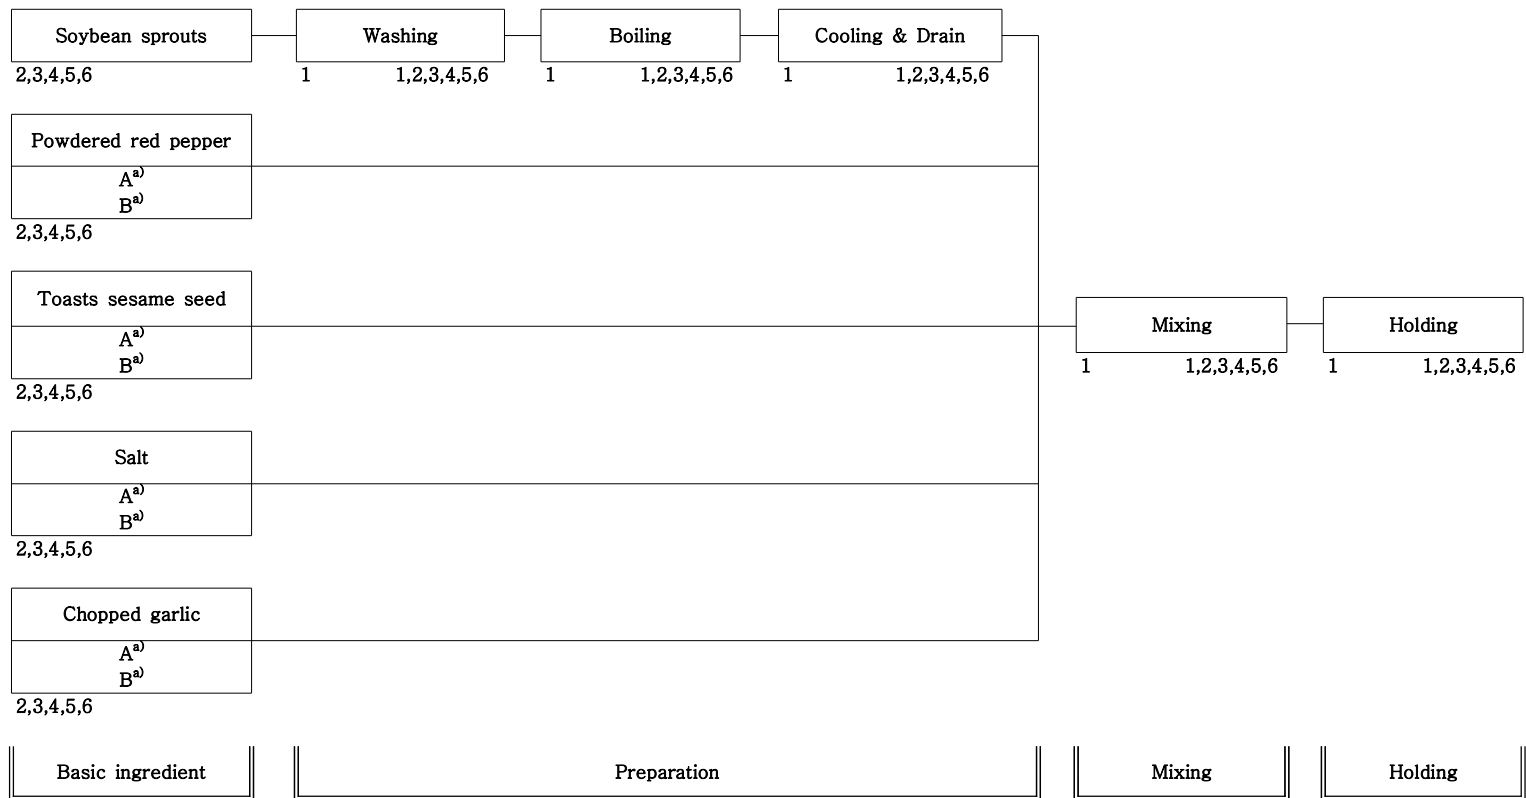 Soybean sprouts Washing Boiling Cooling & Drain
2,3,4,5,6 1 1,2,3,4,5,6 1 1,2,3,4,5,6 1 1,2,3,4,5,6
Powdered red pepper
Aa)
Ba)
2,3,4,5,6
Toasts sesame seed
Aa)
Ba)
2,3,4,5,6
Mixing Holding
1 1,2,3,4,5,6 1 1,2,3,4,5,6
Salt
Aa)
Ba)
2,3,4,5,6
Chopped garlic
Aa)
Ba)
2,3,4,5,6
Basic ingredient Preparation Mixing Holding